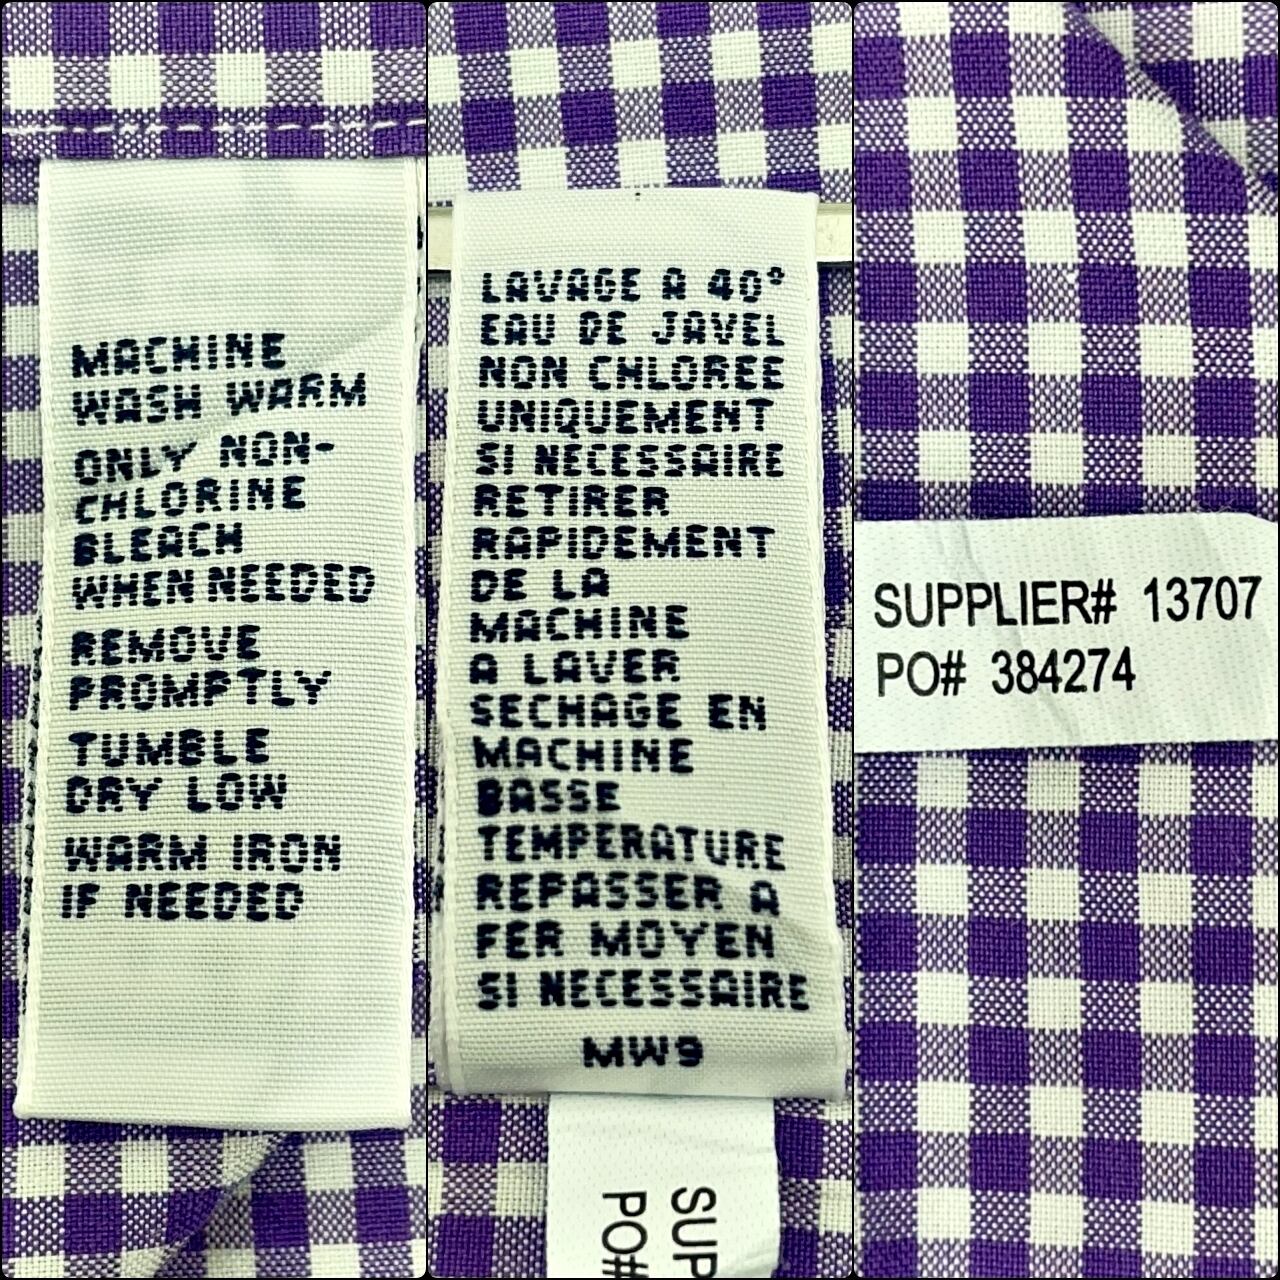 MACHINE
WASH WARM
ONLY NON-
CHLORINE
BLEACH
WHEN NEEDED
REMOVE
PROMPTLY
TUMBLE
DRY LOW
WARM IRON
IF NEEDED
LAVAGE A 40°
EAU DE JAVEL
NON CHLOREE
UNIQUEMENT
SI NECESSAIRE
RETIRER
RAPIDEMENT
DE LA
MACHINE
A LAVER
SECHAGE EN
MACHINE
BASSE
TEMPERATURE
REPASSER A
FER MOYEN
SI NECESSAIRE
MW9
SUP
PO#
SUPPLIER# 13707
PO# 384274